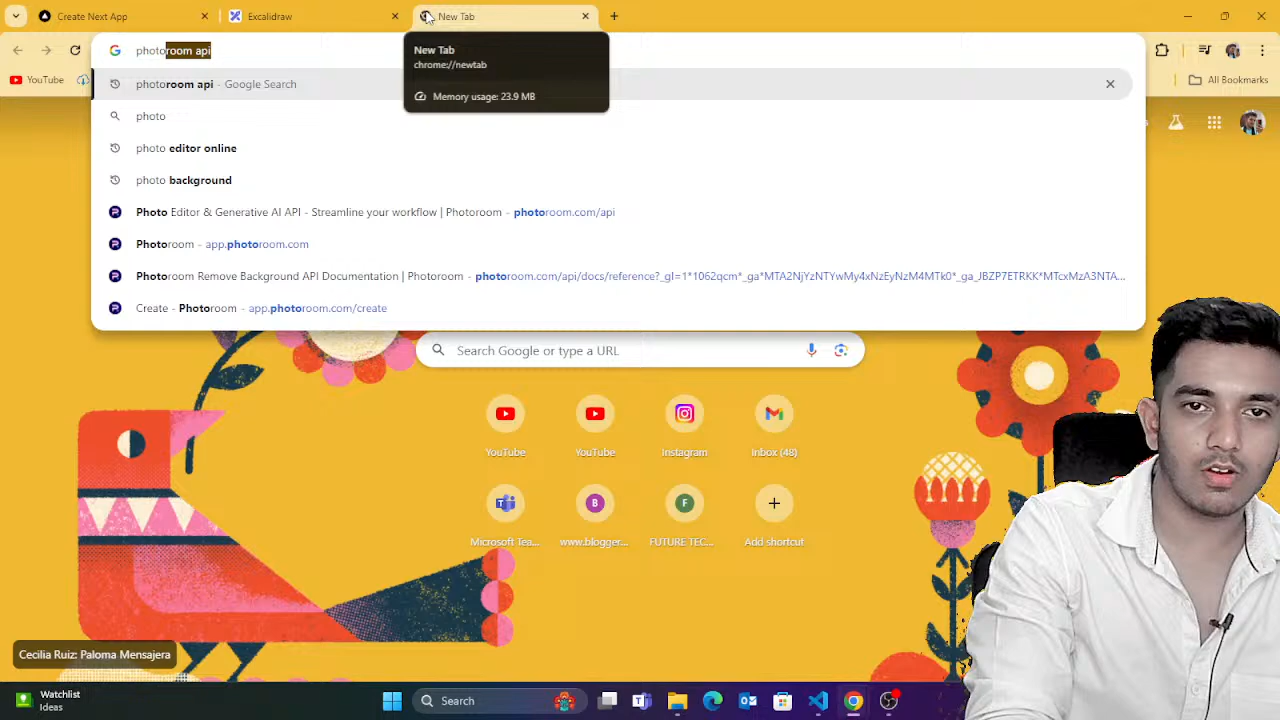 Create Next App
Excalidraw
New Tab
photoroom api
New Tab
chrome://newtab
Memory usage: 23.9 MB
YouTube
All Bookmarks
photoroom api - Google Search
photo
photo editor online
photo background
Photo Editor & Generative AI API - Streamline your workflow | Photoroom - photoroom.com/api
Photoroom - app.photoroom.com
Photoroom Remove Background API Documentation | Photoroom - photoroom.com/api/docs/reference?_gl=1*1062qcm*_ga*MTA2NjYzNTYwMy4xNzEyNzM4MTk0*_ga_JBZP7ETRKK*MTcxMzA3NTA...
Create - Photoroom - app.photoroom.com/create
Search Google or type a URL
YouTube
YouTube
Instagram
Inbox (48)
Microsoft Tea...
B
www.blogger...
F
FUTURE TEC...
Add shortcut
Cecilia Ruiz: Paloma Mensajera
Watchlist
Ideas
Search